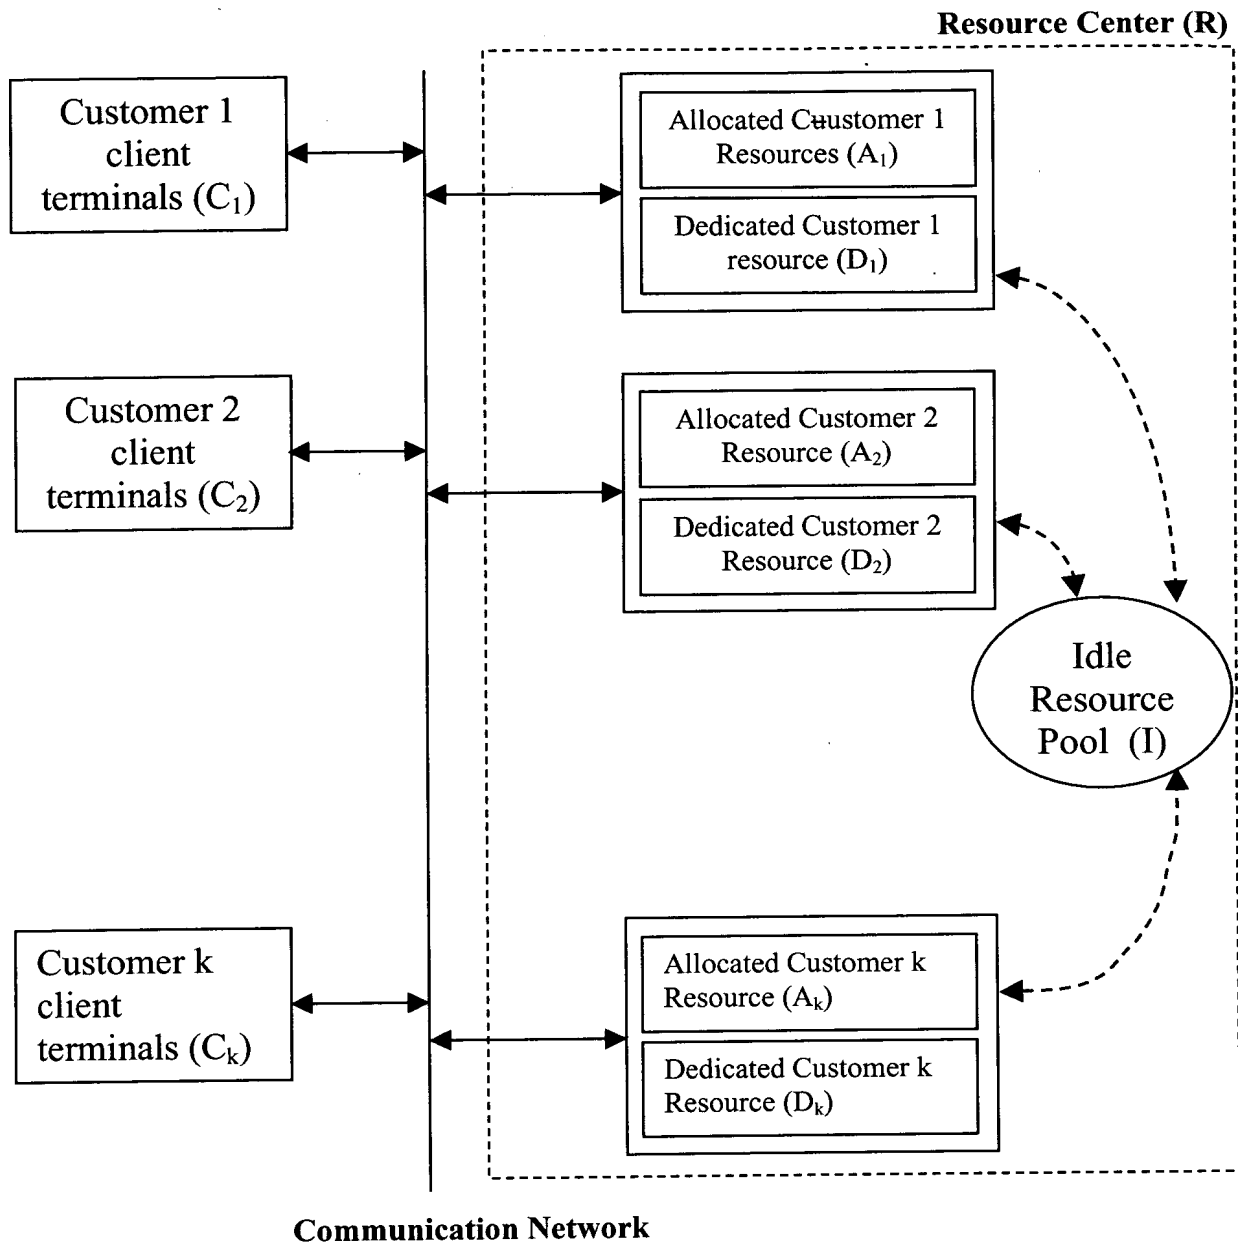 Resource Center (R)
Customer 1
client
terminals (C₁)
Allocated Cuustomer 1
Resources (A₁)
Dedicated Customer 1
resource (D₁)
Customer 2
client
terminals (C₂)
Allocated Customer 2
Resource (A₂)
Dedicated Customer 2
Resource (D₂)
Idle
Resource
Pool (I)
Customer k
client
terminals (Cₖ)
Allocated Customer k
Resource (Aₖ)
Dedicated Customer k
Resource (Dₖ)
Communication Network